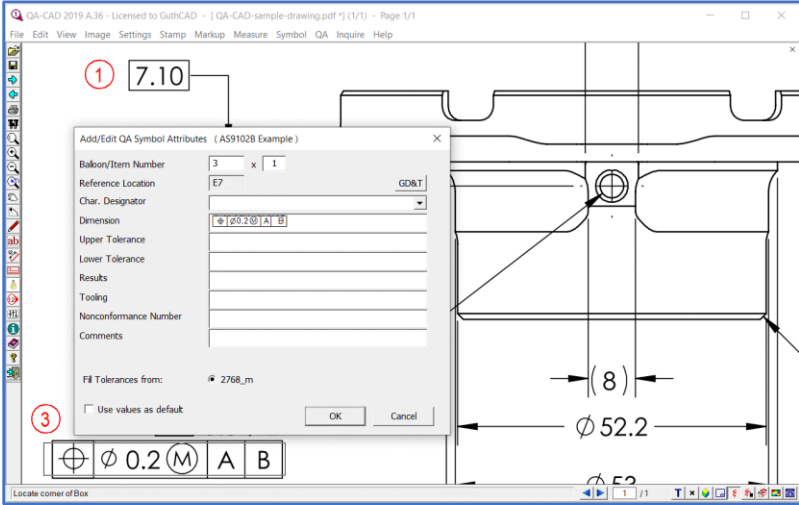 QA-CAD 2019 A.36 - Licensed to GuthCAD - [ QA-CAD-sample-drawing.pdf *] (1/1) - Page 1/1
File Edit View Image Settings Stamp Markup Measure Symbol QA Inquire Help
1 7.10
Add/Edit QA Symbol Attributes ( AS9102B Example )
Balloon/Item Number 3 x 1
Reference Location E7 GD&T
Char. Designator
Dimension ⌖ Ø0.2Ⓜ A B
Upper Tolerance
Lower Tolerance
Results
Tooling
Nonconformance Number
Comments
Fill Tolerances from: 2768_m
Use values as default
OK Cancel
(8)
Ø 52.2
3
⌖ Ø 0.2 Ⓜ A B
Locate corner of Box 1 /1